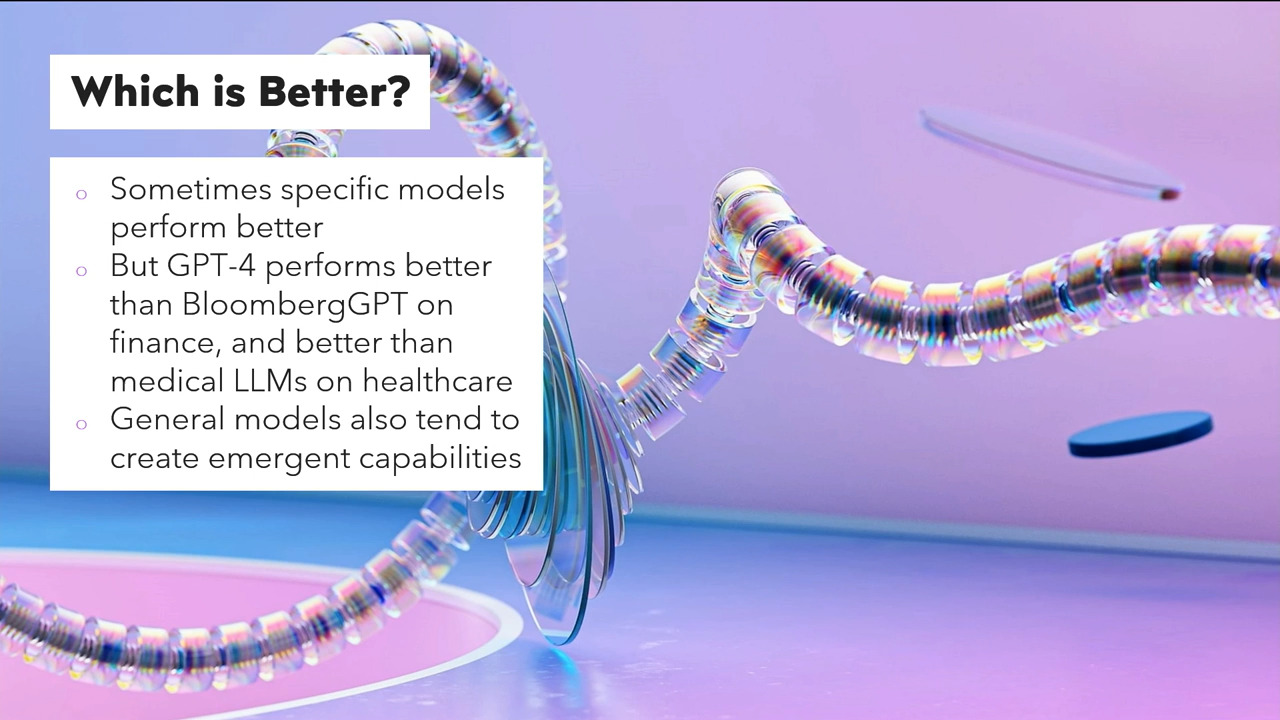 Which is Better?
Sometimes specific models
perform better
But GPT-4 performs better
than BloombergGPT on
finance, and better than
medical LLMs on healthcare
General models also tend to
create emergent capabilities